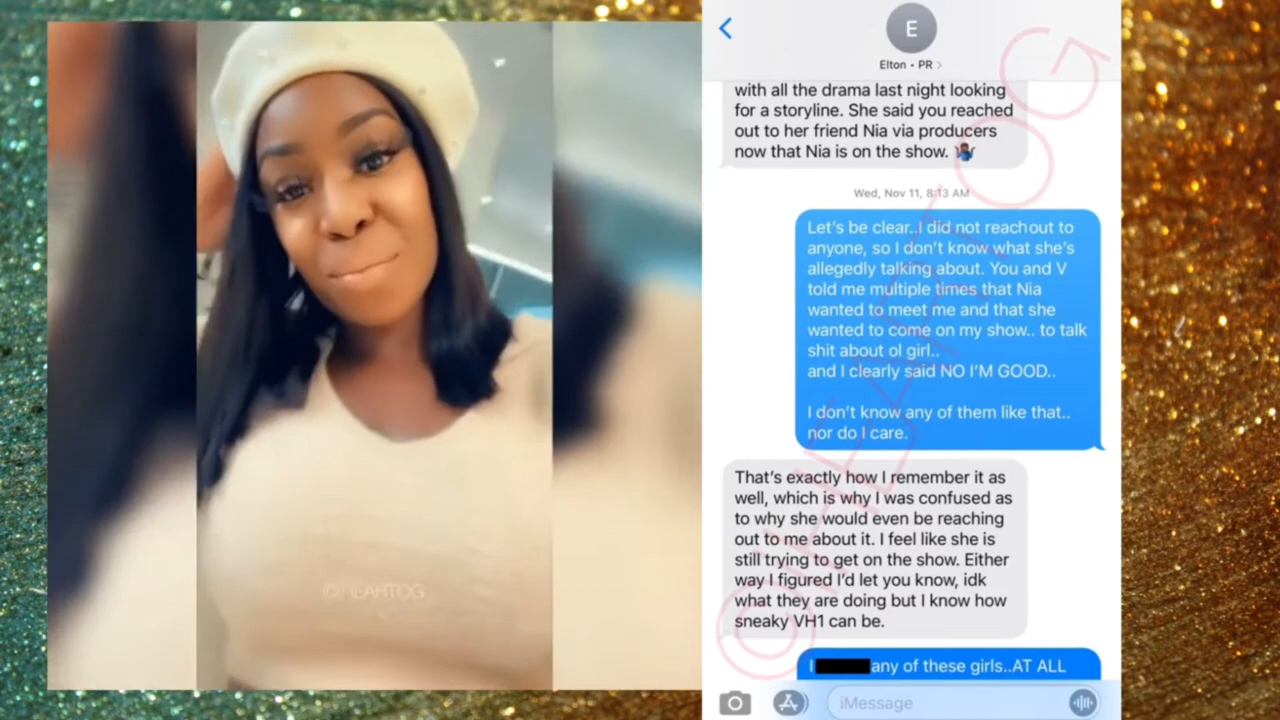 E
Elton • PR >
with all the drama last night looking
for a storyline. She said you reached
out to her friend Nia via producers
now that Nia is on the show. 🤷🏾‍♂️
Wed, Nov 11, 8:13 AM
Let's be clear..I did not reach out to
anyone, so I don't know what she's
allegedly talking about. You and V
told me multiple times that Nia
wanted to meet me and that she
wanted to come on my show.. to talk
shit about ol girl..
and I clearly said NO I'M GOOD..
I don't know any of them like that..
nor do I care.
That's exactly how I remember it as
well, which is why I was confused as
to why she would even be reaching
out to me about it. I feel like she is
still trying to get on the show. Either
way I figured I'd let you know, idk
what they are doing but I know how
sneaky VH1 can be.
I any of these girls..AT ALL
iMessage
@IHEARTOG
@IHEARTOG